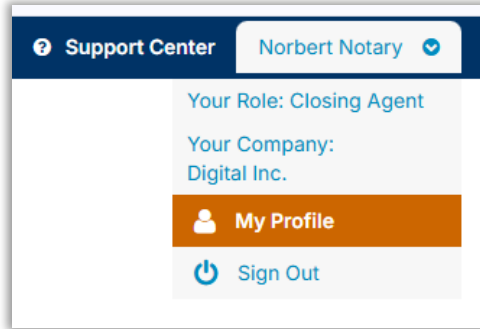 Support Center
Norbert Notary
Your Role: Closing Agent
Your Company:
Digital Inc.
My Profile
Sign Out